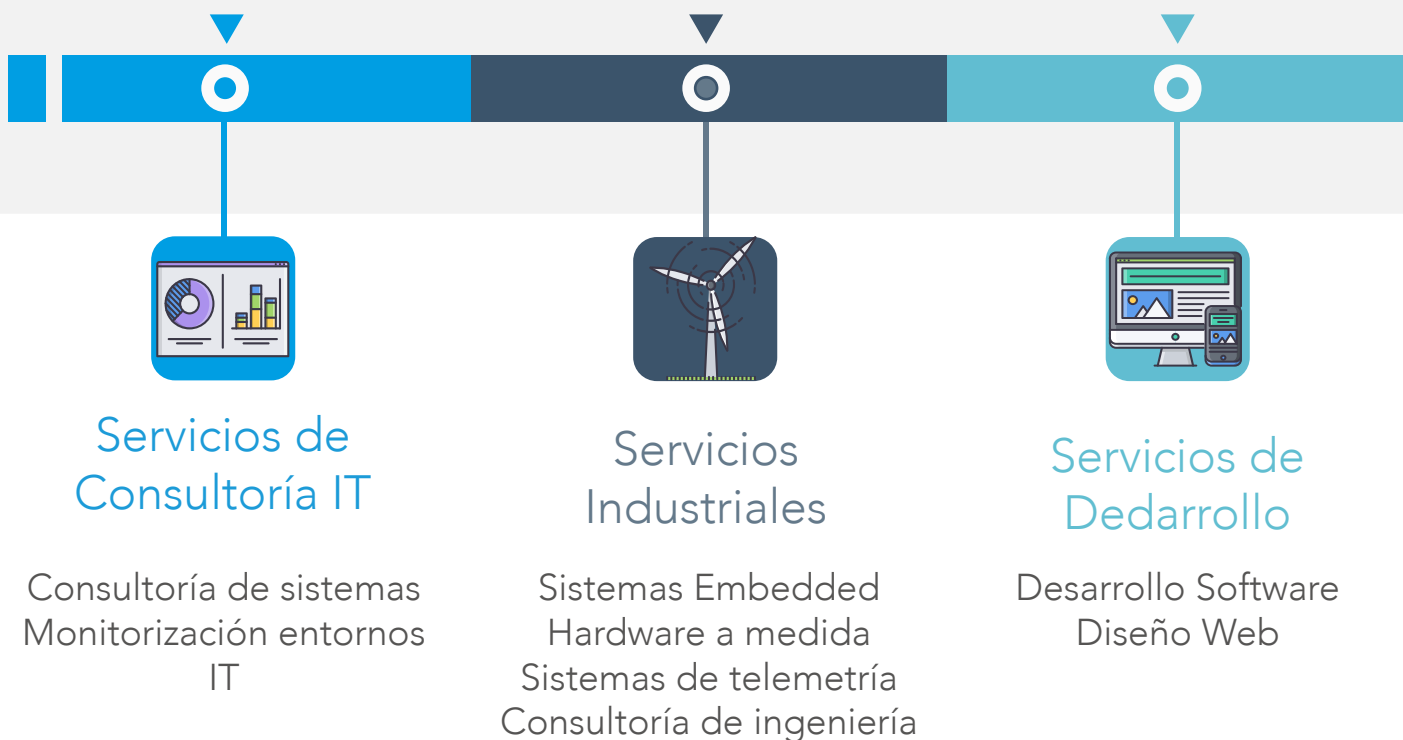 Servicios de
Consultoría IT
Consultoría de sistemas
Monitorización entornos
IT
Servicios
Industriales
Sistemas Embedded
Hardware a medida
Sistemas de telemetría
Consultoría de ingeniería
Servicios de
Dedarrollo
Desarrollo Software
Diseño Web